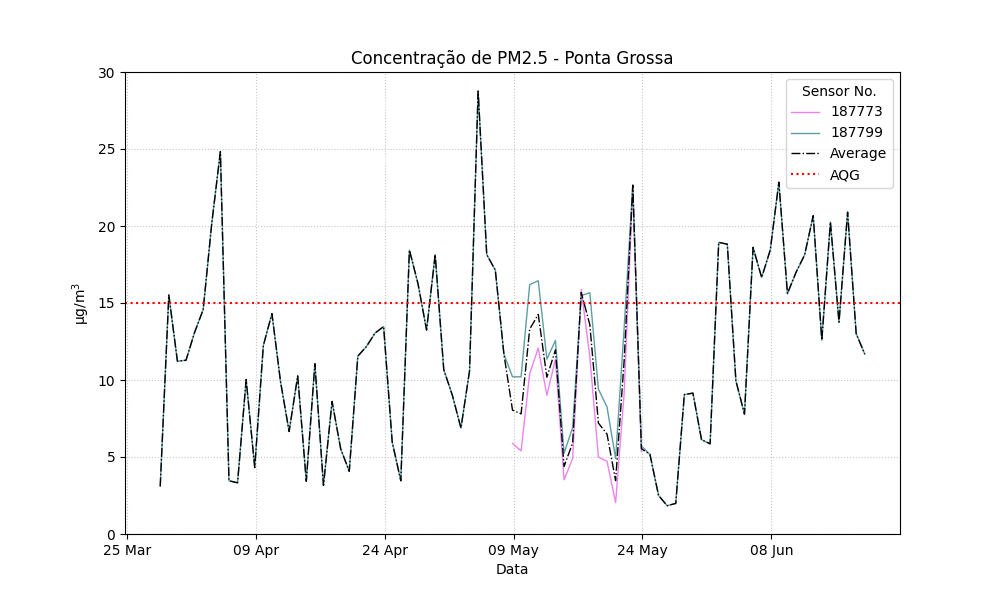 Concentração de PM2.5 - Ponta Grossa
30
25
20
15
10
5
0
µg/m³
25 Mar
09 Apr
24 Apr
09 May
24 May
08 Jun
Data
Sensor No.
187773
187799
Average
AQG